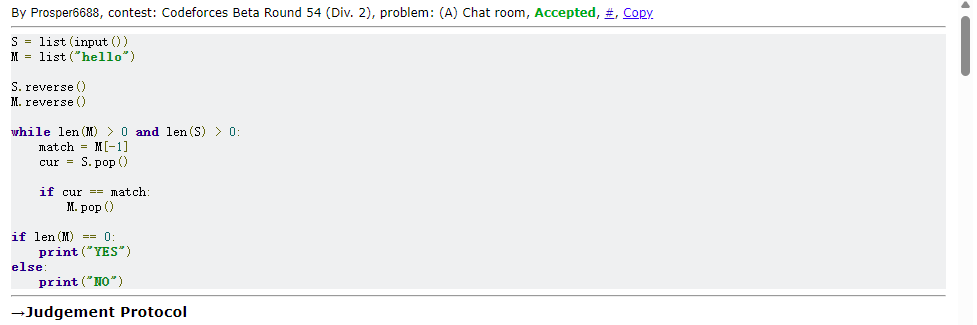 By Prosper6688, contest: Codeforces Beta Round 54 (Div. 2), problem: (A) Chat room, Accepted, #, Copy
S = list(input())
M = list("hello")
S.reverse()
M.reverse()
while len(M) > 0 and len(S) > 0:
    match = M[-1]
    cur = S.pop()
    if cur == match:
        M.pop()
if len(M) == 0:
    print("YES")
else:
    print("NO")
→Judgement Protocol